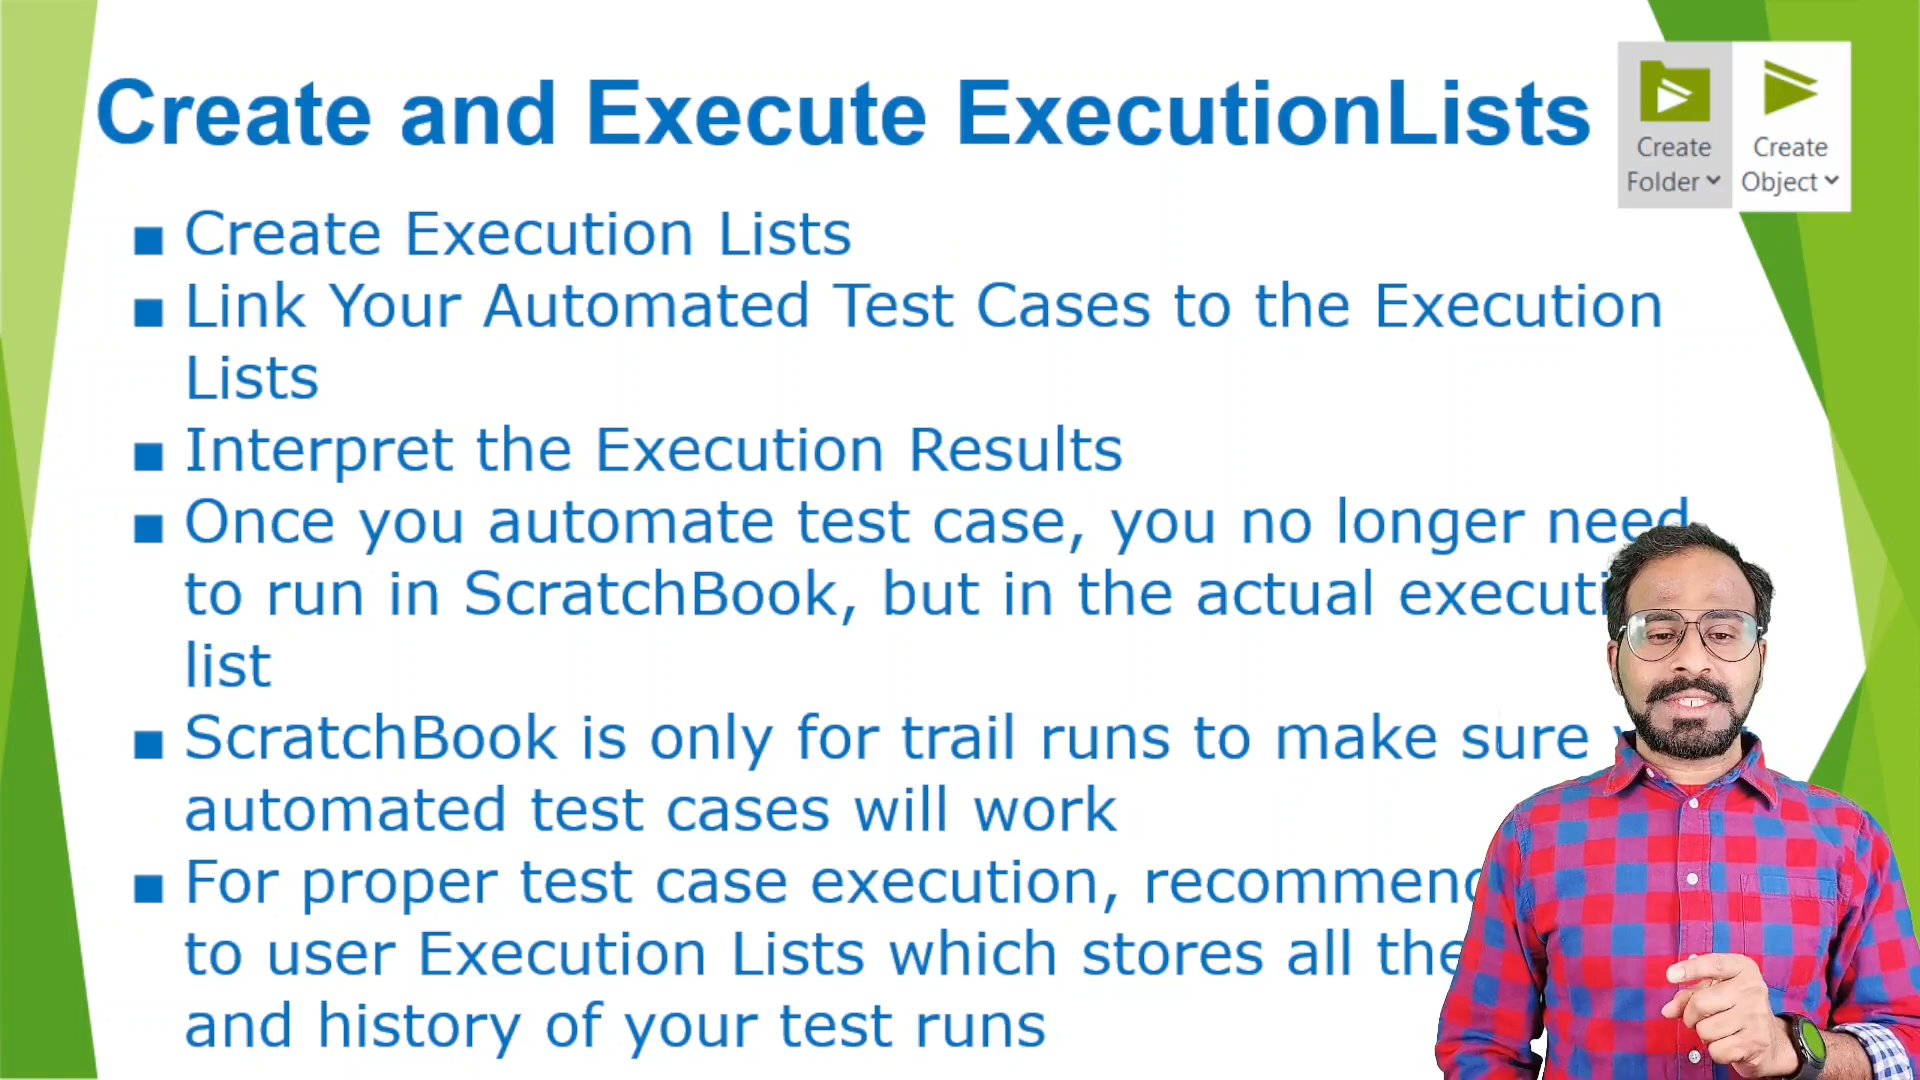 Create and Execute ExecutionLists
Create
Folder
Create
Object
Create Execution Lists
Link Your Automated Test Cases to the Execution
Lists
Interpret the Execution Results
Once you automate test case, you no longer need
to run in ScratchBook, but in the actual
list
ScratchBook is only for trail runs to make sure
automated test cases will work
For proper test case execution,
to user Execution Lists which stores all the
and history of your test runs